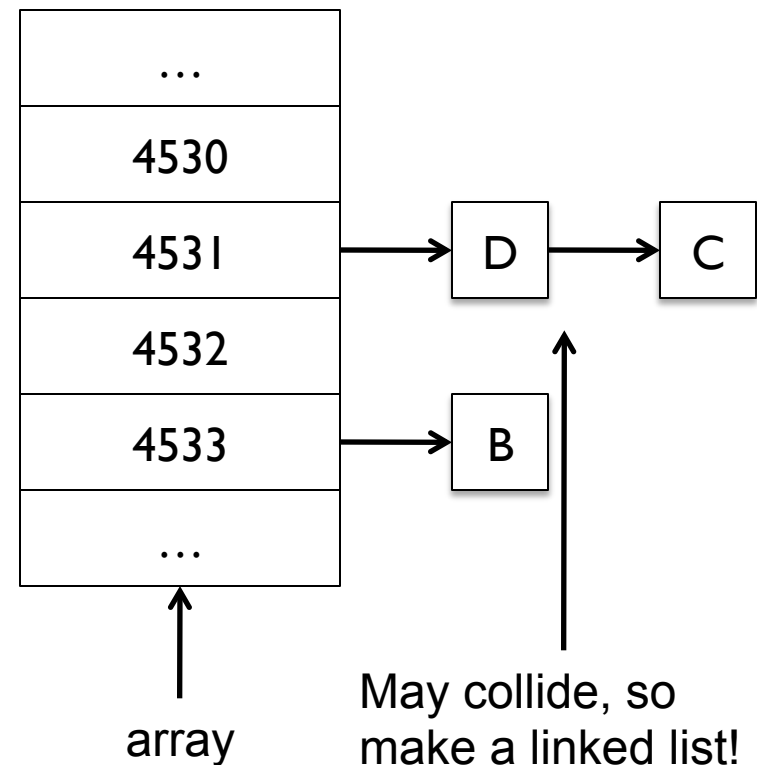 ...
4530
4531 D C
4532
4533 B
...
array
May collide, so
make a linked list!